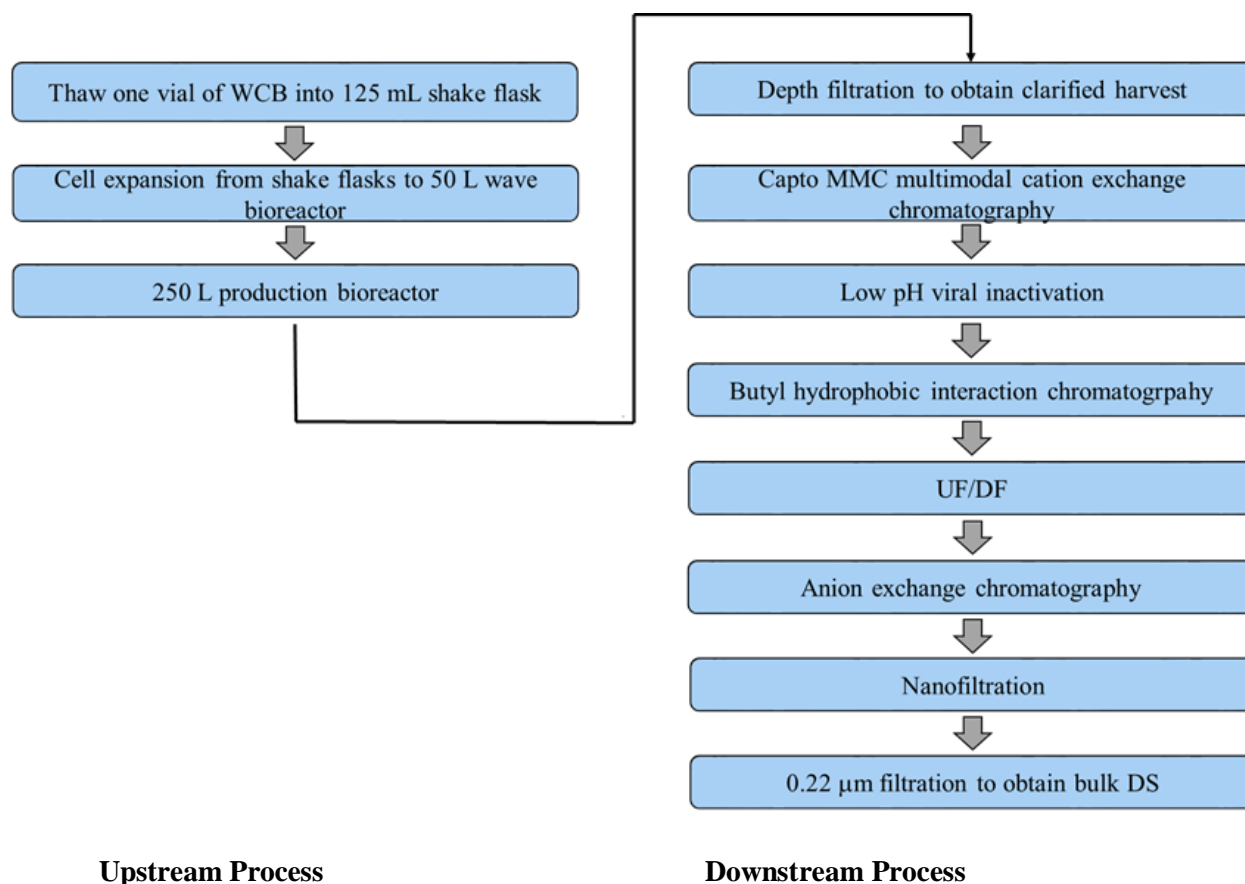 Thaw one vial of WCB into 125 mL shake flask
Cell expansion from shake flasks to 50 L wave
bioreactor
250 L production bioreactor
Upstream Process
Depth filtration to obtain clarified harvest
Capto MMC multimodal cation exchange
chromatography
Low pH viral inactivation
Butyl hydrophobic interaction chromatogrpahy
UF/DF
Anion exchange chromatography
Nanofiltration
0.22 μm filtration to obtain bulk DS
Downstream Process